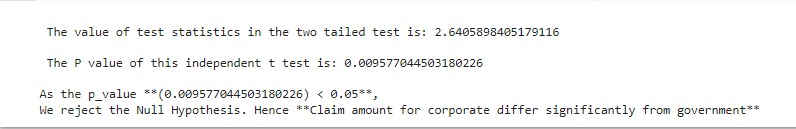 The value of test statistics in the two tailed test is: 2.6405898405179116
The P value of this independent t test is: 0.009577044503180226
As the p_value **(0.009577044503180226) < 0.05**,
We reject the Null Hypothesis. Hence **Claim amount for corporate differ significantly from government**